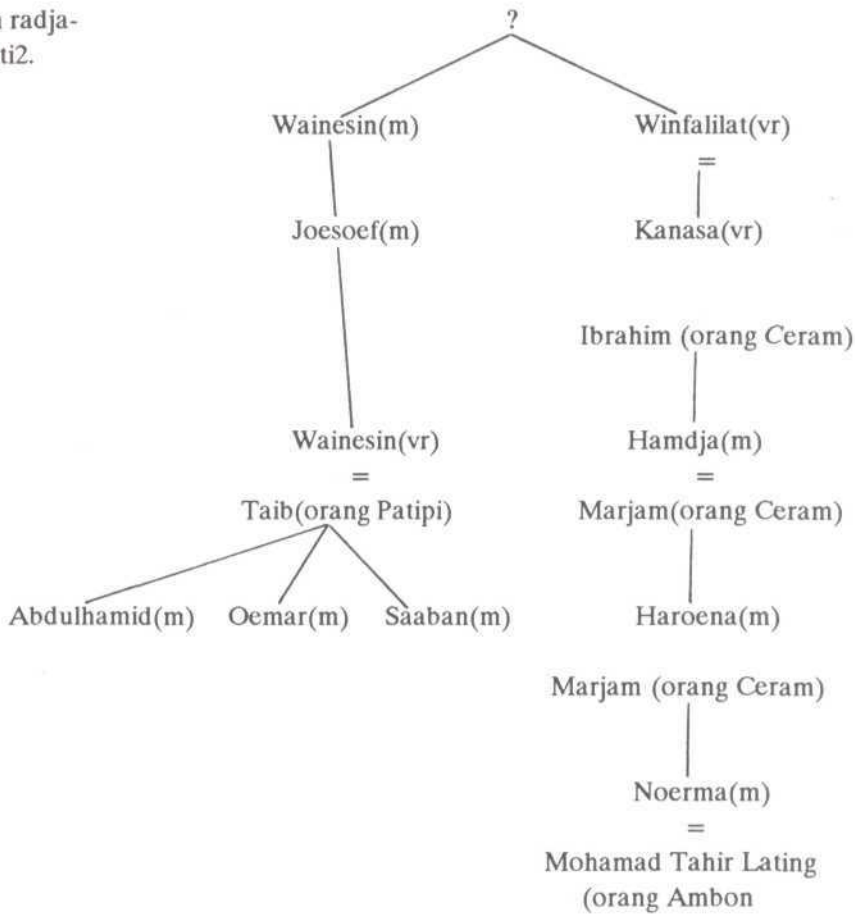 radja-
ti2.
?
Wainesin(m) Winfalilat(vr)
=
Joesoef(m) Kanasa(vr)
Ibrahim (orang Ceram)
Wainesin(vr) Hamdja(m)
= =
Taib(orang Patipi) Marjam(orang Ceram)
Abdulhamid(m) Oemar(m) Saaban(m) Haroena(m)
Marjam (orang Ceram)
Noerma(m)
=
Mohamad Tahir Lating
(orang Ambon